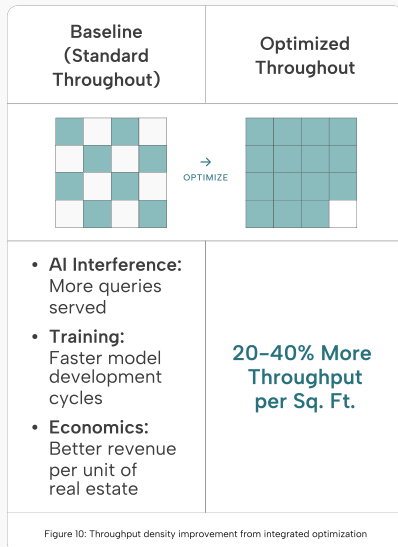 Baseline
(Standard
Throughout)
Optimized
Throughout
→
OPTIMIZE
• AI Interference:
More queries
served
• Training:
Faster model
development
cycles
• Economics:
Better revenue
per unit of
real estate
20-40% More
Throughput
per Sq. Ft.
Figure 10: Throughput density improvement from integrated optimization